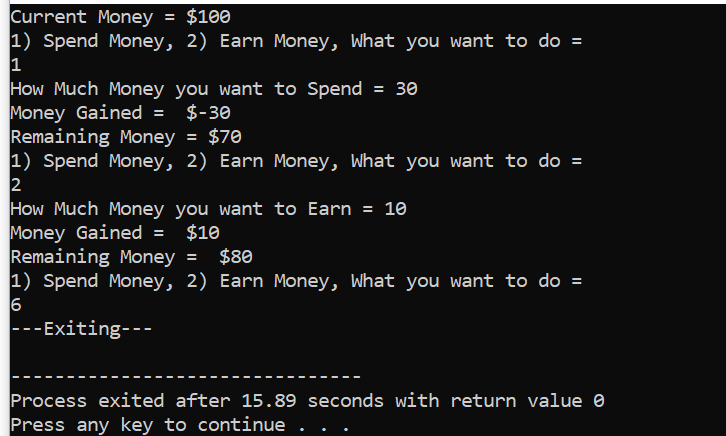 Current Money = $100
1) Spend Money, 2) Earn Money, What you want to do =
1
How Much Money you want to Spend = 30
Money Gained =  $-30
Remaining Money = $70
1) Spend Money, 2) Earn Money, What you want to do =
2
How Much Money you want to Earn = 10
Money Gained =  $10
Remaining Money =  $80
1) Spend Money, 2) Earn Money, What you want to do =
6
---Exiting---
--------------------------------
Process exited after 15.89 seconds with return value 0
Press any key to continue . . .